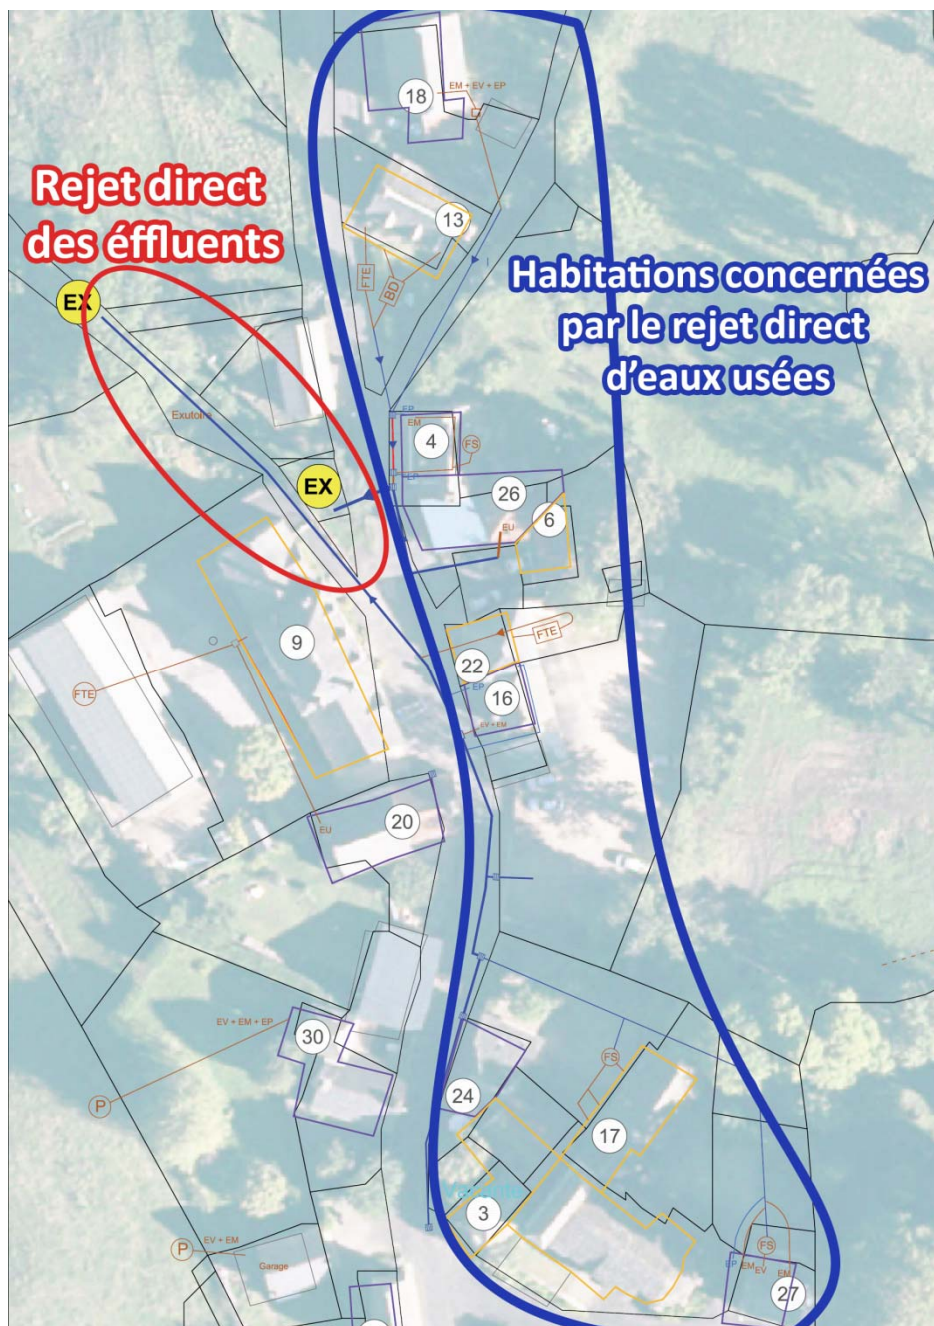 18
EM + EV + EP
Rejet direct
des éffluents
13
FTE
BD
EX
Habitations concernées
par le rejet direct
d'eaux usées
Exutoire
EP
EM
4
FS
EX
26
EU
6
9
FTE
22
FTE
EP
16
EV + EM
FTE
20
EU
EV + EM + EP
30
P
FS
24
17
3
EV + EM
P
Garage
FS
EP
EM
EV
EM
27